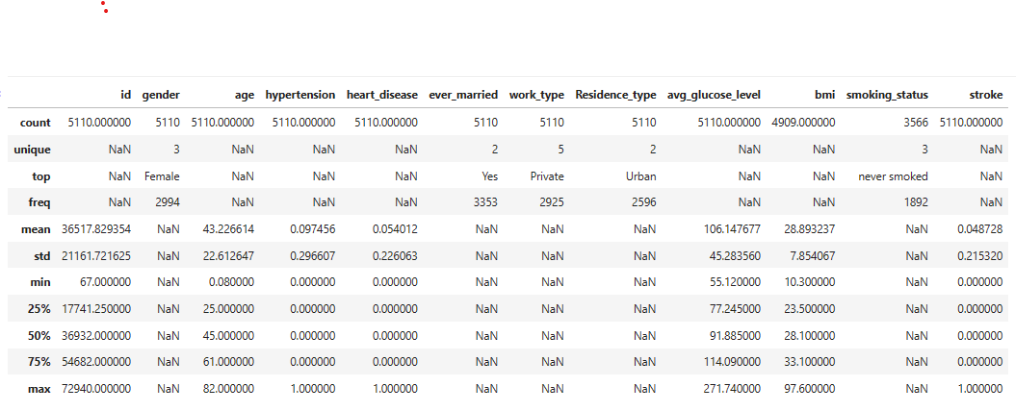 id gender age hypertension heart_disease ever_married work_type Residence_type avg_glucose_level bmi smoking_status stroke
count 5110.000000 5110 5110.000000 5110.000000 5110.000000 5110 5110 5110 5110.000000 4909.000000 3566 5110.000000
unique NaN 3 NaN NaN NaN 2 5 2 NaN NaN 3 NaN
top NaN Female NaN NaN NaN Yes Private Urban NaN NaN never smoked NaN
freq NaN 2994 NaN NaN NaN 3353 2925 2596 NaN NaN 1892 NaN
mean 36517.829354 NaN 43.226614 0.097456 0.054012 NaN NaN NaN 106.147677 28.893237 NaN 0.048728
std 21161.721625 NaN 22.612647 0.296607 0.226063 NaN NaN NaN 45.283560 7.854067 NaN 0.215320
min 67.000000 NaN 0.080000 0.000000 0.000000 NaN NaN NaN 55.120000 10.300000 NaN 0.000000
25% 17741.250000 NaN 25.000000 0.000000 0.000000 NaN NaN NaN 77.245000 23.500000 NaN 0.000000
50% 36932.000000 NaN 45.000000 0.000000 0.000000 NaN NaN NaN 91.885000 28.100000 NaN 0.000000
75% 54682.000000 NaN 61.000000 0.000000 0.000000 NaN NaN NaN 114.090000 33.100000 NaN 0.000000
max 72940.000000 NaN 82.000000 1.000000 1.000000 NaN NaN NaN 271.740000 97.600000 NaN 1.000000